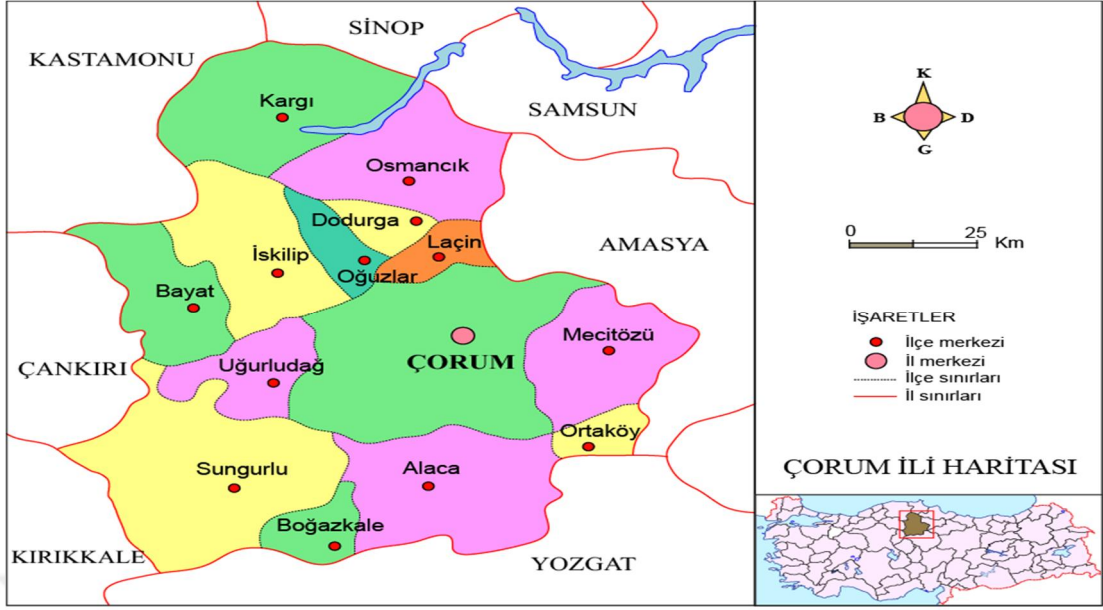 SİNOP
KASTAMONU
Kargı
SAMSUN
Osmancık
Dodurga
Laçin
AMASYA
İskilip
Oğuzlar
Bayat
Mecitözü
ÇANKIRI
Uğurludağ
ÇORUM
Ortaköy
Sungurlu
Alaca
Boğazkale
KIRIKKALE
YOZGAT
K
B D
G
0 25
Km
İŞARETLER
İlçe merkezi
İl merkezi
İlçe sınırları
İl sınırları
ÇORUM İLİ HARİTASI